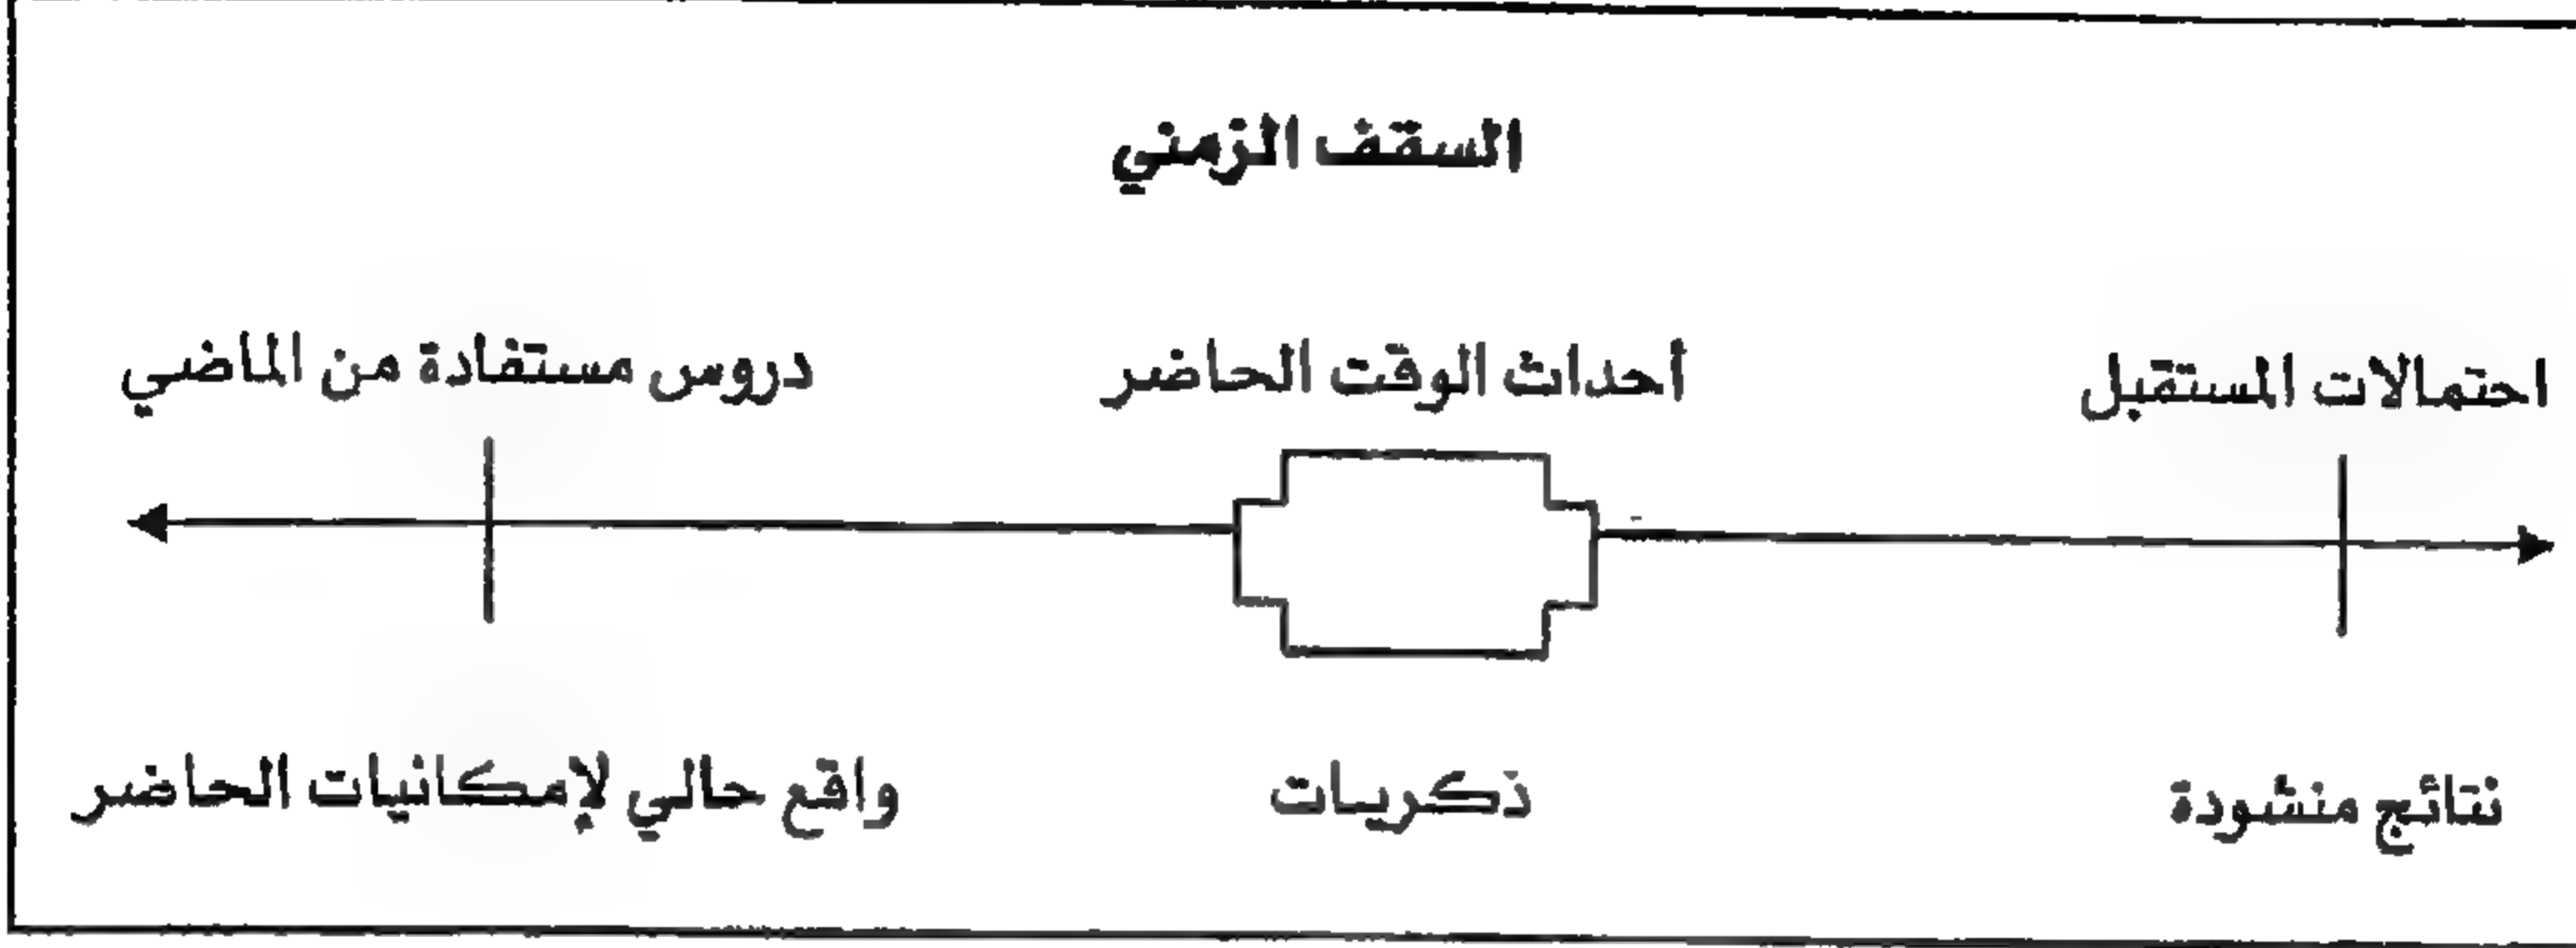 السقف الزمني
احتمالات المستقبل أحداث الوقت الحاضر دروس مستفادة من الماضي
نتائج منشودة ذكريات واقع حالي لإمكانيات الحاضر